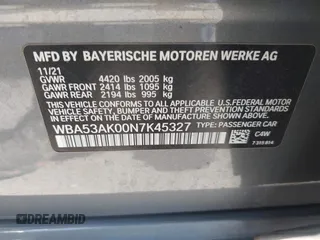 MFD BY BAYERISCHE MOTOREN WERKE AG
11/21
GVWR 4420 lbs 2005 kg
GAWR FRONT 2414 lbs 1095 kg
GAWR REAR 2194 lbs 995 kg
THIS VEHICLE CONFORMS TO ALL APPLICABLE
U.S. FEDERAL MOTOR VEHICLE SAFETY,
BUMPER, AND THEFT PREVENTION STANDARDS
IN EFFECT ON THE DATE OF
MANUFACTURE SHOWN ABOVE.
WBA53AK00N7K45327 TYPE: PASSENGER CAR
C4W
DREAMBID